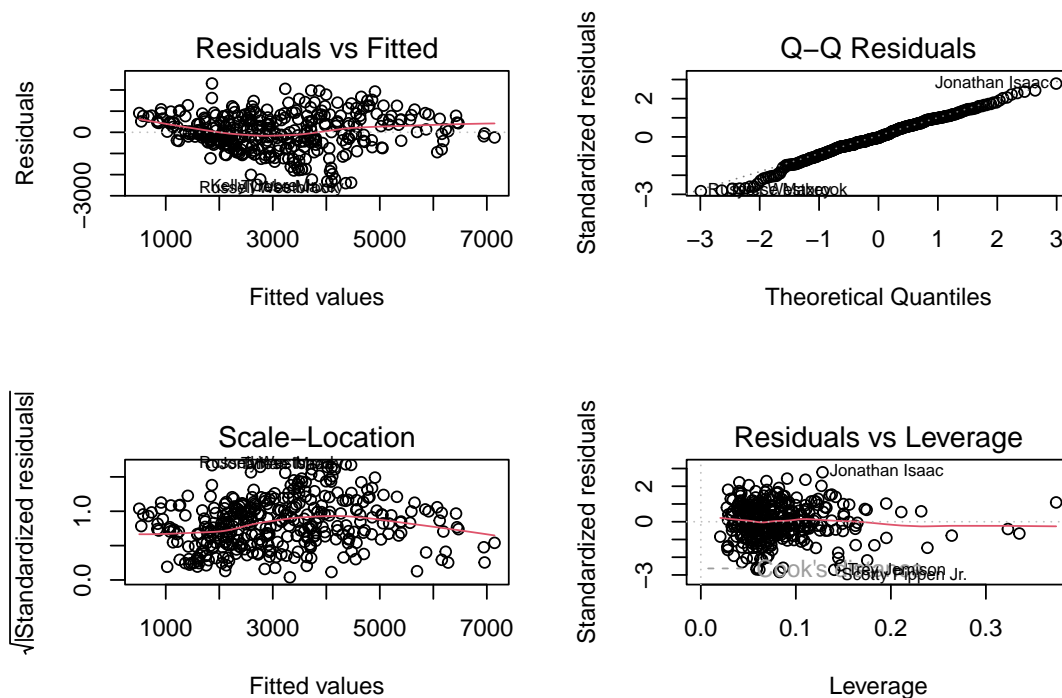 Residuals vs Fitted
Residuals
−3000
0
1000
3000
5000
7000
Fitted values
Q−Q Residuals
Standardized residuals
−3
0
2
Jonathan Isaac
−3
−2
−1
0
1
2
3
Theoretical Quantiles
Scale−Location
√|Standardized residuals|
0.0
1.0
1000
3000
5000
7000
Fitted values
Residuals vs Leverage
Standardized residuals
−3
0
2
Jonathan Isaac
Trey Jemison
Scotty Pippen Jr.
0.0
0.1
0.2
0.3
Leverage